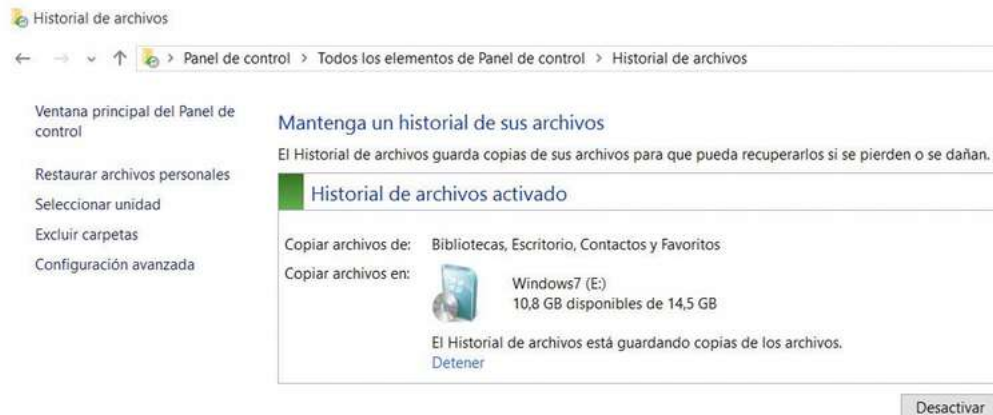 Historial de archivos
Panel de control > Todos los elementos de Panel de control > Historial de archivos
Ventana principal del Panel de
control
Restaurar archivos personales
Seleccionar unidad
Excluir carpetas
Configuración avanzada
Mantenga un historial de sus archivos
El Historial de archivos guarda copias de sus archivos para que pueda recuperarlos si se pierden o se dañan.
Historial de archivos activado
Copiar archivos de: Bibliotecas, Escritorio, Contactos y Favoritos
Copiar archivos en: Windows7 (E:)
10,8 GB disponibles de 14,5 GB
El Historial de archivos está guardando copias de los archivos.
Detener
Desactivar